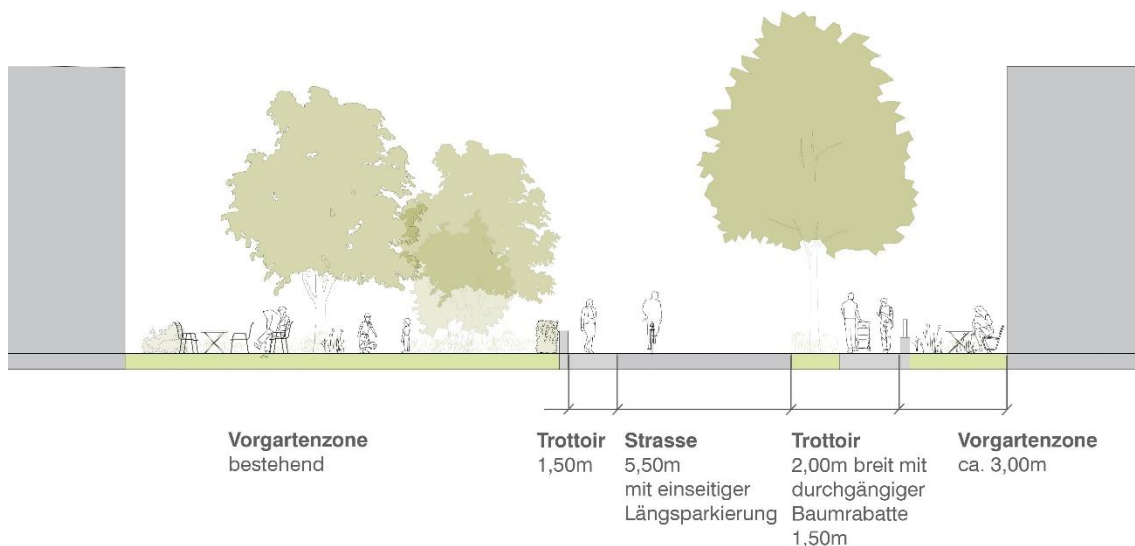 Vorgartenzone
bestehend
Trottoir
1,50m
Strasse
5,50m
mit einseitiger
Längsparkierung
Trottoir
2,00m breit mit
durchgängiger
Baumrabatte
1,50m
Vorgartenzone
ca. 3,00m